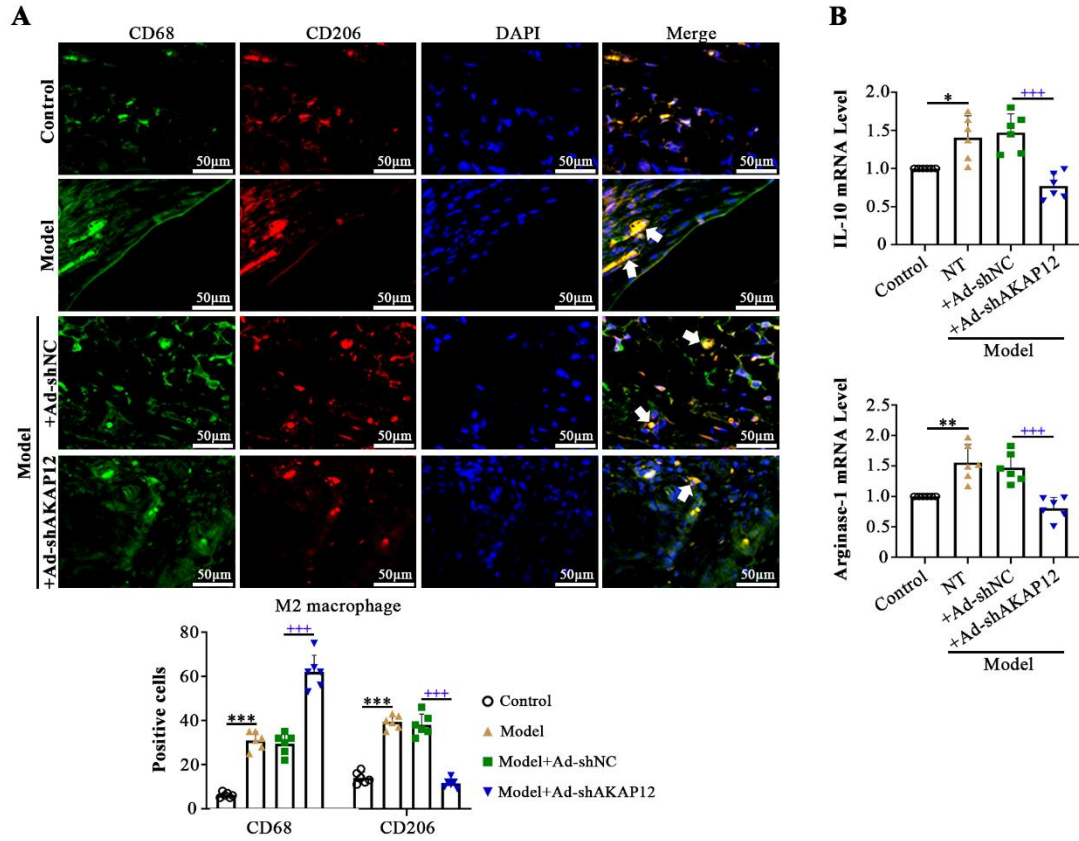 A
CD68 CD206 DAPI Merge
Control
50μm 50μm 50μm 50μm
Model
50μm 50μm 50μm 50μm
Model
+Ad-shNC
50μm 50μm 50μm 50μm
+Ad-shAKAP12
50μm 50μm 50μm 50μm
M2 macrophage
Positive cells
80
60
40
20
0
*** +++ *** +++
CD68 CD206
Control
Model
Model+Ad-shNC
Model+Ad-shAKAP12
B
IL-10 mRNA Level
2.0
1.5
1.0
0.5
0
* +++
Control NT +Ad-shNC +Ad-shAKAP12
Model
Arginase-1 mRNA Level
2.5
2.0
1.5
1.0
0.5
0
** +++
Control NT +Ad-shNC +Ad-shAKAP12
Model